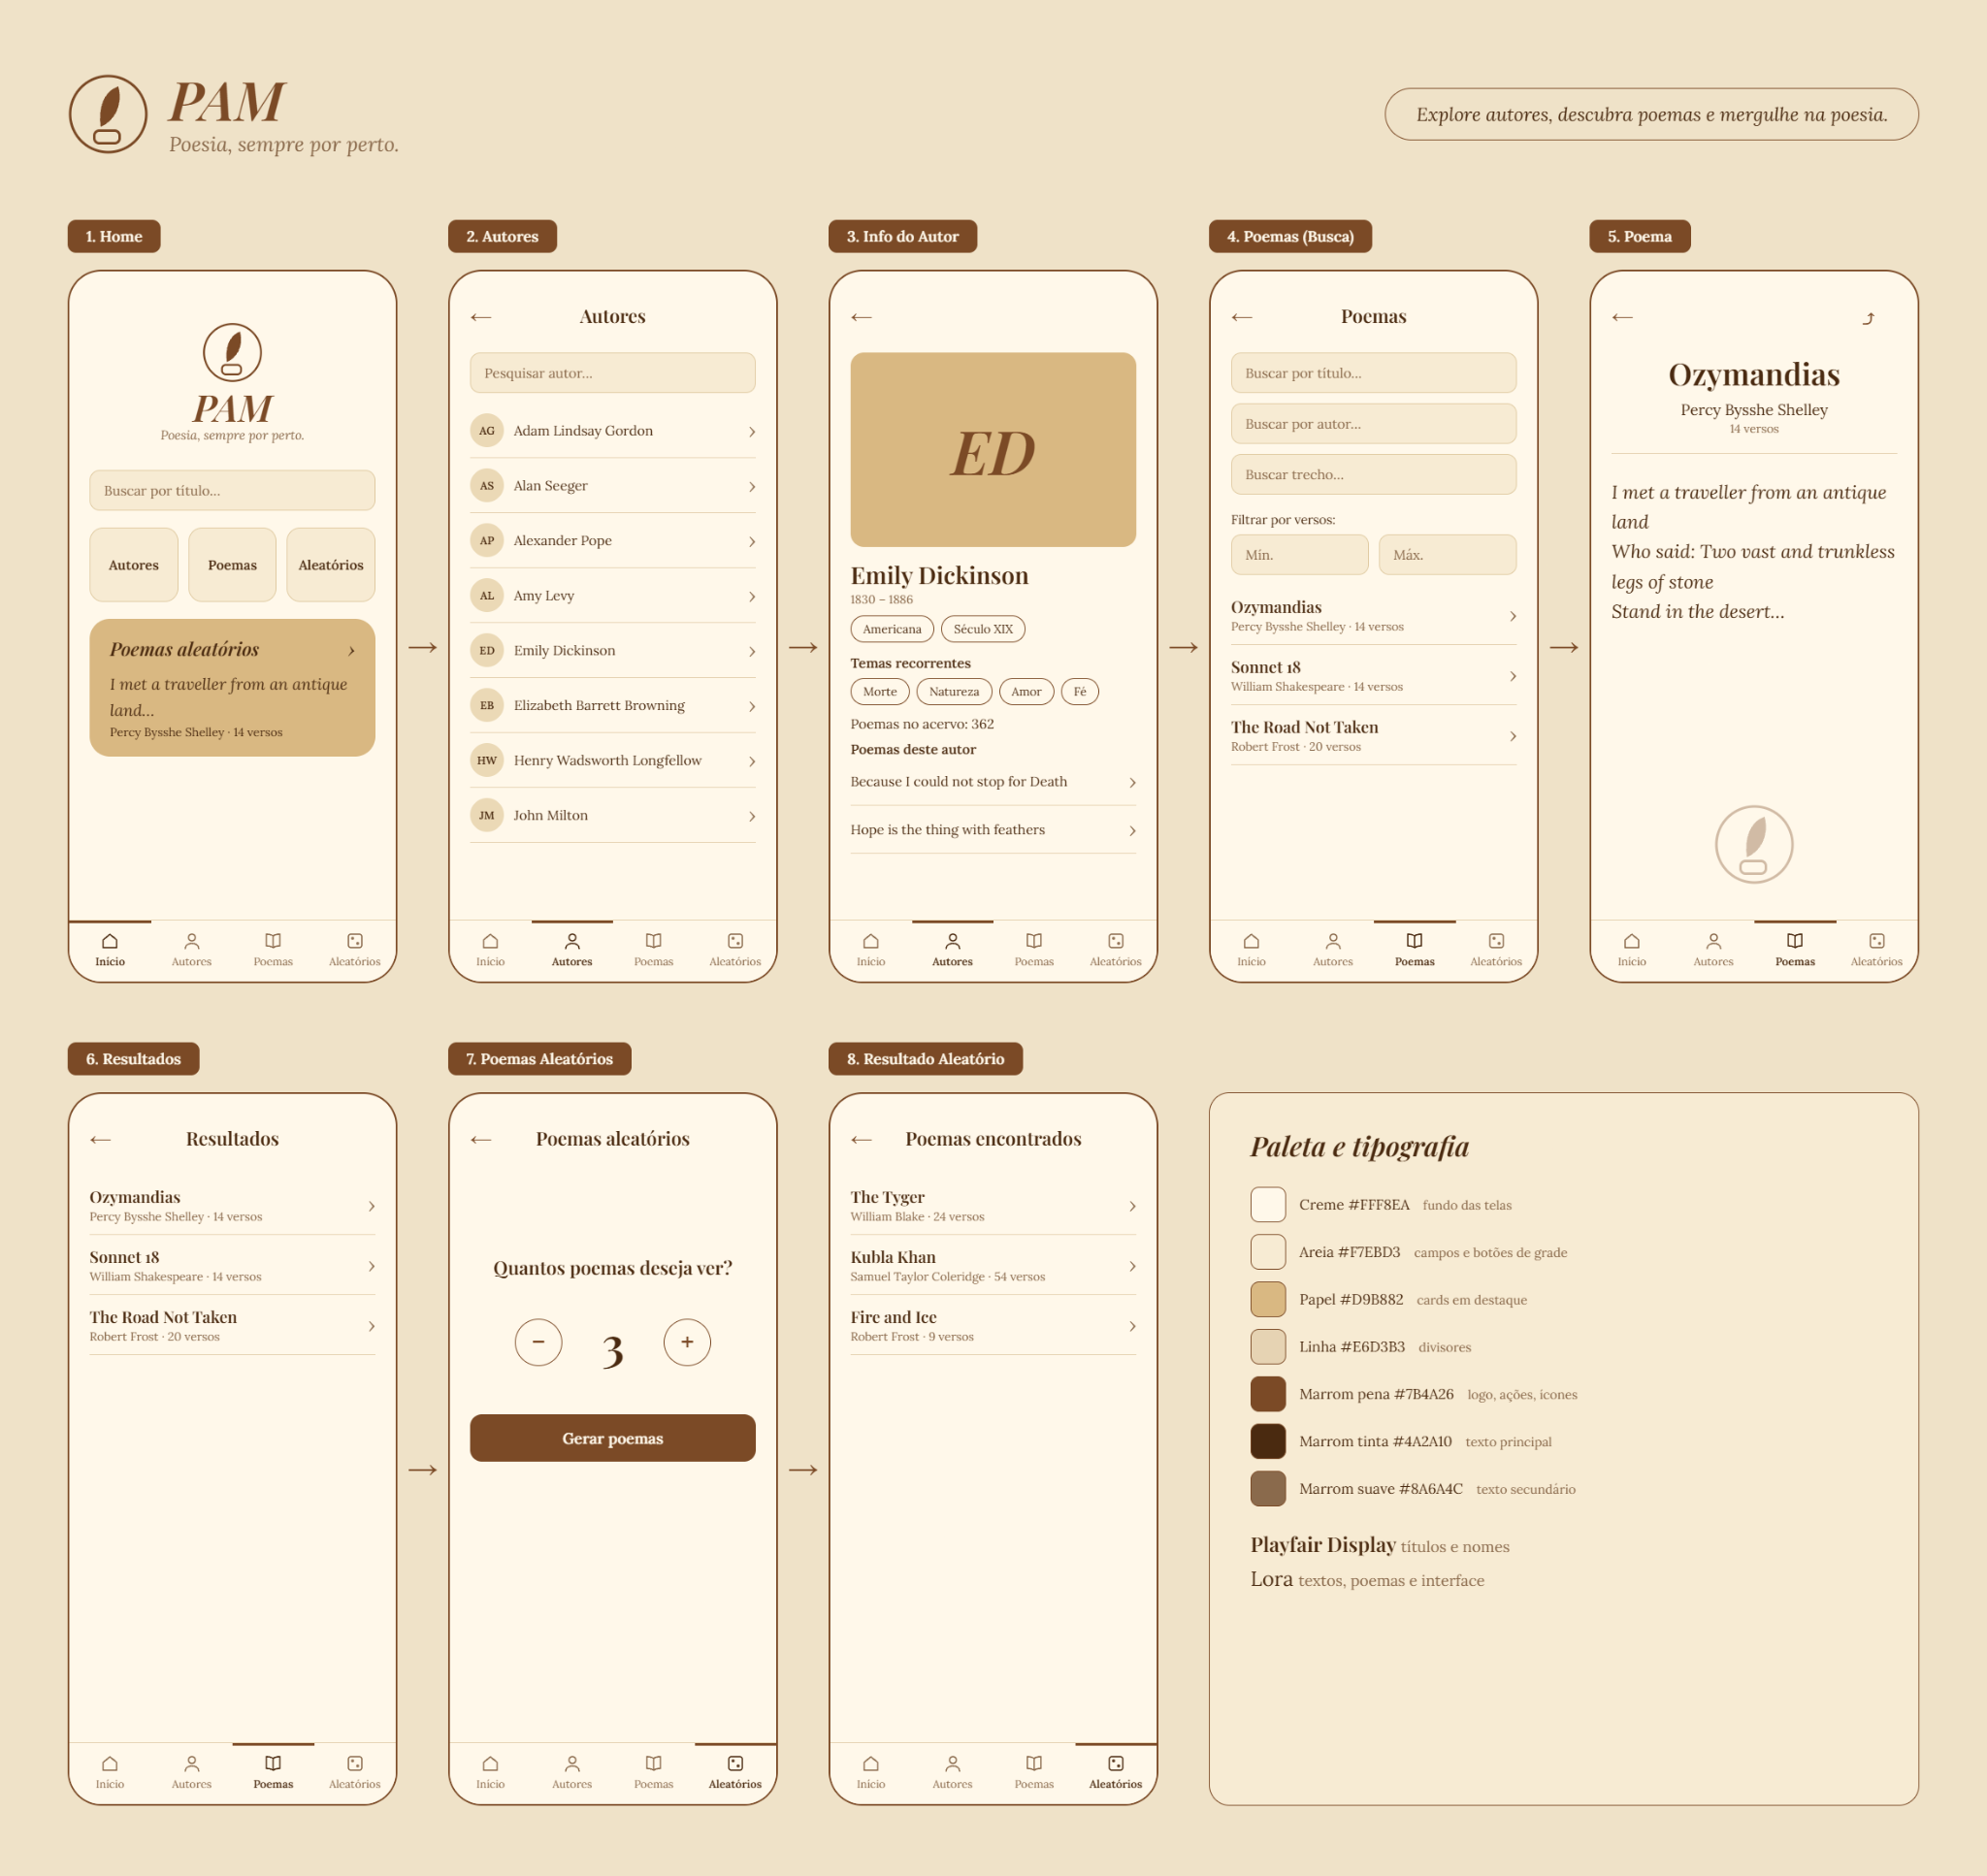 PAM
Poesia, sempre por perto.
Explore autores, descubra poemas e mergulhe na poesia.
1. Home
PAM
Poesia, sempre por perto.
Buscar por título...
Autores
Poemas
Aleatórios
Poemas aleatórios ›
I met a traveller from an antique
land...
Percy Bysshe Shelley · 14 versos
Início
Autores
Poemas
Aleatórios
→
2. Autores
← Autores
Pesquisar autor...
AG Adam Lindsay Gordon ›
AS Alan Seeger ›
AP Alexander Pope ›
AL Amy Levy ›
ED Emily Dickinson ›
EB Elizabeth Barrett Browning ›
HW Henry Wadsworth Longfellow ›
JM John Milton ›
Início
Autores
Poemas
Aleatórios
→
3. Info do Autor
←
ED
Emily Dickinson
1830 – 1886
Americana
Século XIX
Temas recorrentes
Morte
Natureza
Amor
Fé
Poemas no acervo: 362
Poemas deste autor
Because I could not stop for Death ›
Hope is the thing with feathers ›
Início
Autores
Poemas
Aleatórios
→
4. Poemas (Busca)
← Poemas
Buscar por título...
Buscar por autor...
Buscar trecho...
Filtrar por versos:
Mín.
Máx.
Ozymandias ›
Percy Bysshe Shelley · 14 versos
Sonnet 18 ›
William Shakespeare · 14 versos
The Road Not Taken ›
Robert Frost · 20 versos
Início
Autores
Poemas
Aleatórios
→
5. Poema
← ⤴
Ozymandias
Percy Bysshe Shelley
14 versos
I met a traveller from an antique
land
Who said: Two vast and trunkless
legs of stone
Stand in the desert...
Início
Autores
Poemas
Aleatórios
6. Resultados
← Resultados
Ozymandias ›
Percy Bysshe Shelley · 14 versos
Sonnet 18 ›
William Shakespeare · 14 versos
The Road Not Taken ›
Robert Frost · 20 versos
Início
Autores
Poemas
Aleatórios
→
7. Poemas Aleatórios
← Poemas aleatórios
Quantos poemas deseja ver?
− 3 +
Gerar poemas
Início
Autores
Poemas
Aleatórios
→
8. Resultado Aleatório
← Poemas encontrados
The Tyger ›
William Blake · 24 versos
Kubla Khan ›
Samuel Taylor Coleridge · 54 versos
Fire and Ice ›
Robert Frost · 9 versos
Início
Autores
Poemas
Aleatórios
Paleta e tipografia
Creme #FFF8EA fundo das telas
Areia #F7EBD3 campos e botões de grade
Papel #D9B882 cards em destaque
Linha #E6D3B3 divisores
Marrom pena #7B4A26 logo, ações, ícones
Marrom tinta #4A2A10 texto principal
Marrom suave #8A6A4C texto secundário
Playfair Display títulos e nomes
Lora textos, poemas e interface